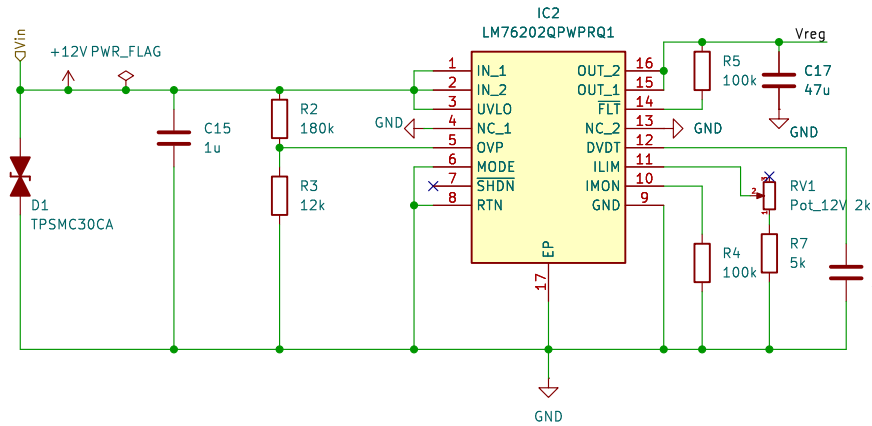 IC2
LM76202QPWPRQ1
Vin
+12V PWR_FLAG
Vreg
1 IN_1
2 IN_2
3 UVLO
4 NC_1
5 OVP
6 MODE
7 SHDN
8 RTN
OUT_2 16
OUT_1 15
FLT 14
NC_2 13
DVDT 12
ILIM 11
IMON 10
GND 9
EP
17
R5
100k
C17
47u
GND
GND
GND
C15
1u
R2
180k
R3
12k
D1
TPSMC30CA
3
2
1
RV1
Pot_12V 2k
R4
100k
R7
5k
GND